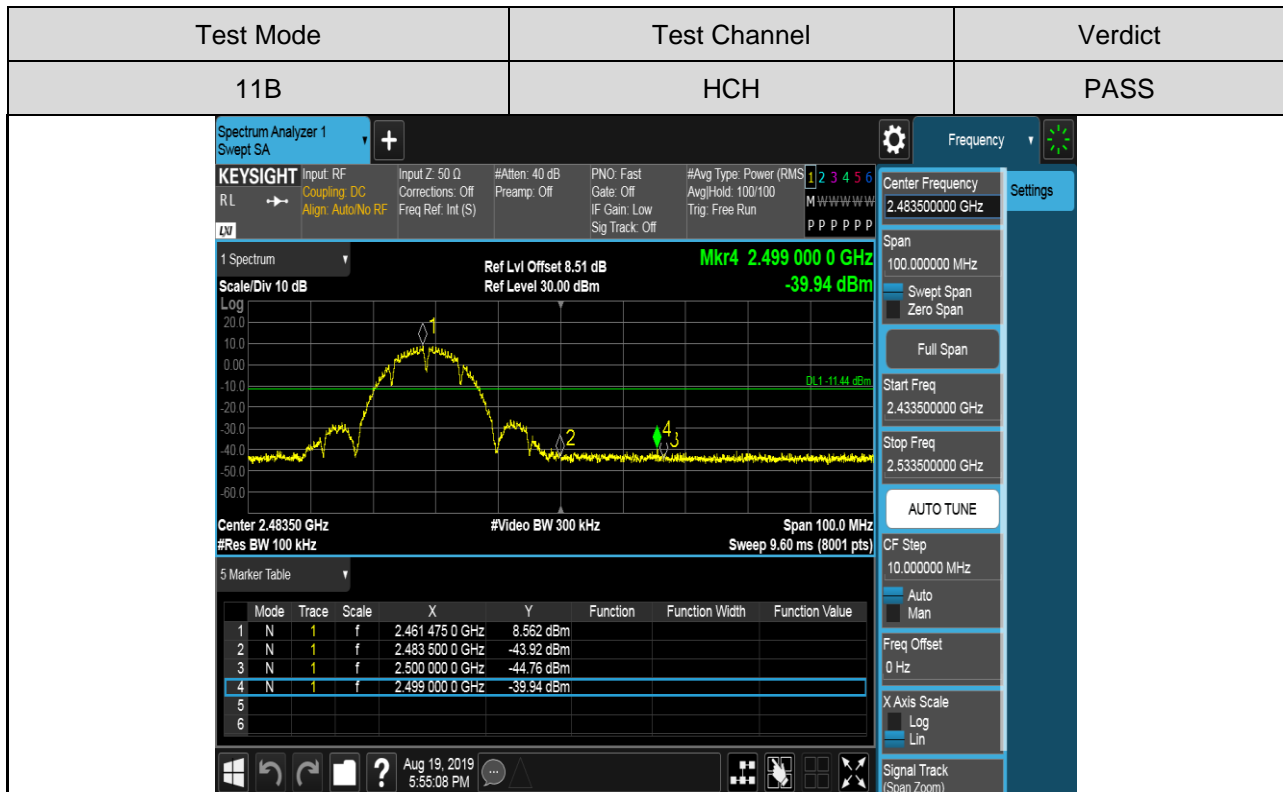 Test Mode Test Channel Verdict
11B HCH PASS
Spectrum Analyzer 1
Swept SA
+
Frequency
KEYSIGHT Input: RF Input Z: 50 Ω #Atten: 40 dB PNO: Fast #Avg Type: Power (RMS 1 2 3 4 5 6
RL Coupling: DC Corrections: Off Preamp: Off Gate: Off Avg|Hold: 100/100 M W W W W W
Align: Auto/No RF Freq Ref: Int (S) IF Gain: Low Trig: Free Run
LXI Sig Track: Off P P P P P P
Center Frequency
2.483500000 GHz
Settings
1 Spectrum Ref Lvl Offset 8.51 dB Mkr4 2.499 000 0 GHz
Scale/Div 10 dB Ref Level 30.00 dBm -39.94 dBm
Log
20.0
10.0
0.00
-10.0
-20.0
-30.0
-40.0
-50.0
-60.0
1
DL1 -11.44 dBm
2
4
3
Center 2.48350 GHz #Video BW 300 kHz Span 100.0 MHz
#Res BW 100 kHz Sweep 9.60 ms (8001 pts)
Span
100.000000 MHz
Swept Span
Zero Span
Full Span
Start Freq
2.433500000 GHz
Stop Freq
2.533500000 GHz
AUTO TUNE
CF Step
10.000000 MHz
Auto
Man
Freq Offset
0 Hz
X Axis Scale
Log
Lin
Signal Track
(Span Zoom)
5 Marker Table
Mode Trace Scale X Y Function Function Width Function Value
1 N 1 f 2.461 475 0 GHz 8.562 dBm
2 N 1 f 2.483 500 0 GHz -43.92 dBm
3 N 1 f 2.500 000 0 GHz -44.76 dBm
4 N 1 f 2.499 000 0 GHz -39.94 dBm
5
6
? Aug 19, 2019
5:55:08 PM